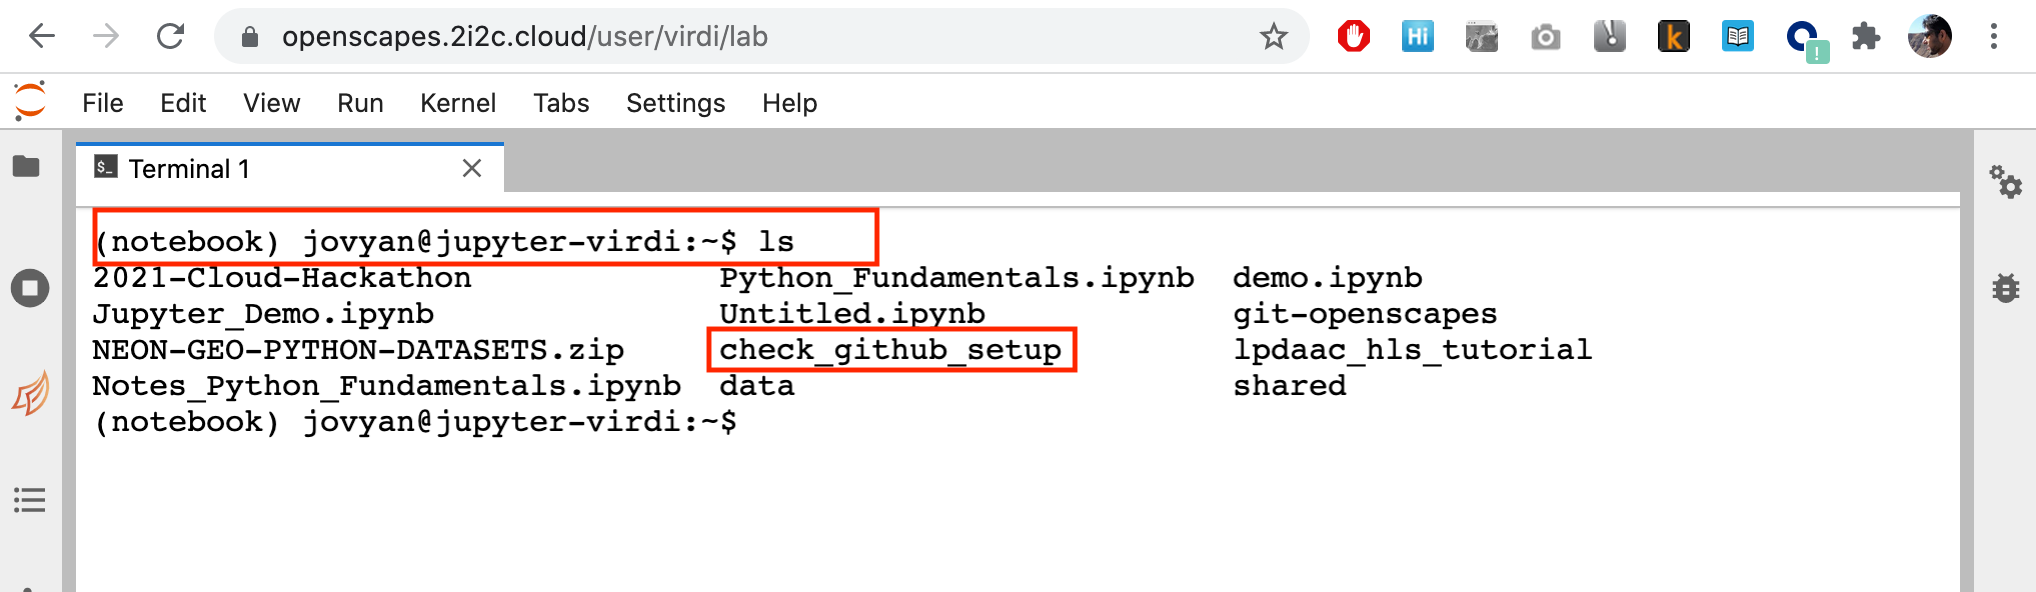 openscapes.2i2c.cloud/user/virdi/lab
Hi
k
!
File Edit View Run Kernel Tabs Settings Help
$_ Terminal 1
(notebook) jovyan@jupyter-virdi:~$ ls
2021-Cloud-Hackathon Python_Fundamentals.ipynb demo.ipynb
Jupyter_Demo.ipynb Untitled.ipynb git-openscapes
NEON-GEO-PYTHON-DATASETS.zip check_github_setup lpdaac_hls_tutorial
Notes_Python_Fundamentals.ipynb data shared
(notebook) jovyan@jupyter-virdi:~$